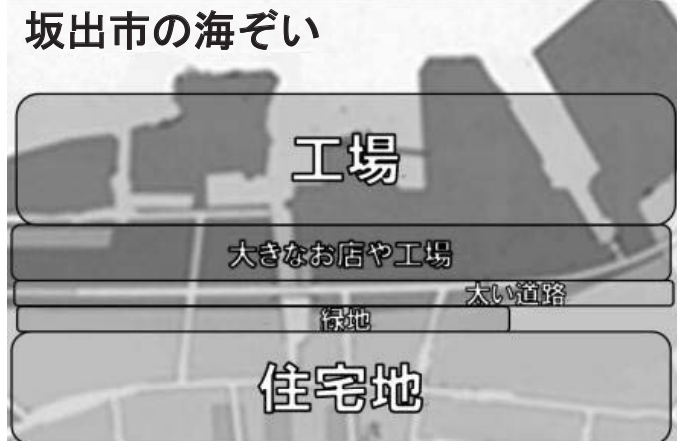 坂出市の海ぞい
工場
大きなお店や工場
太い道路
緑地
住宅地